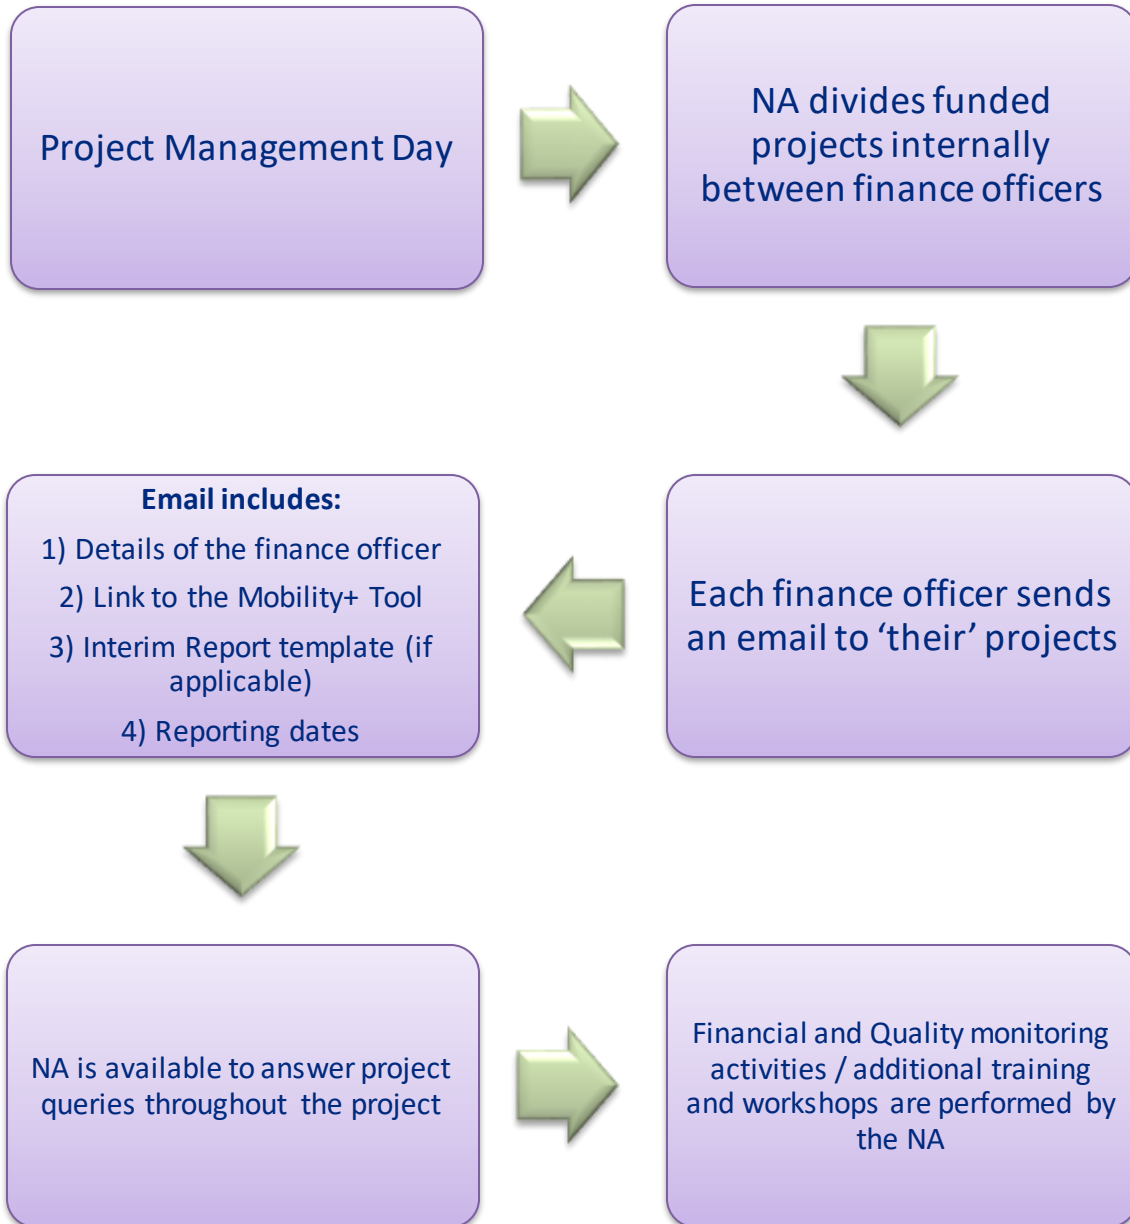 Project Management Day
NA divides funded
projects internally
between finance officers
Each finance officer sends
an email to ‘their’ projects
Email includes:
1) Details of the finance officer
2) Link to the Mobility+ Tool
3) Interim Report template (if
applicable)
4) Reporting dates
NA is available to answer project
queries throughout the project
Financial and Quality monitoring
activities / additional training
and workshops are performed by
the NA